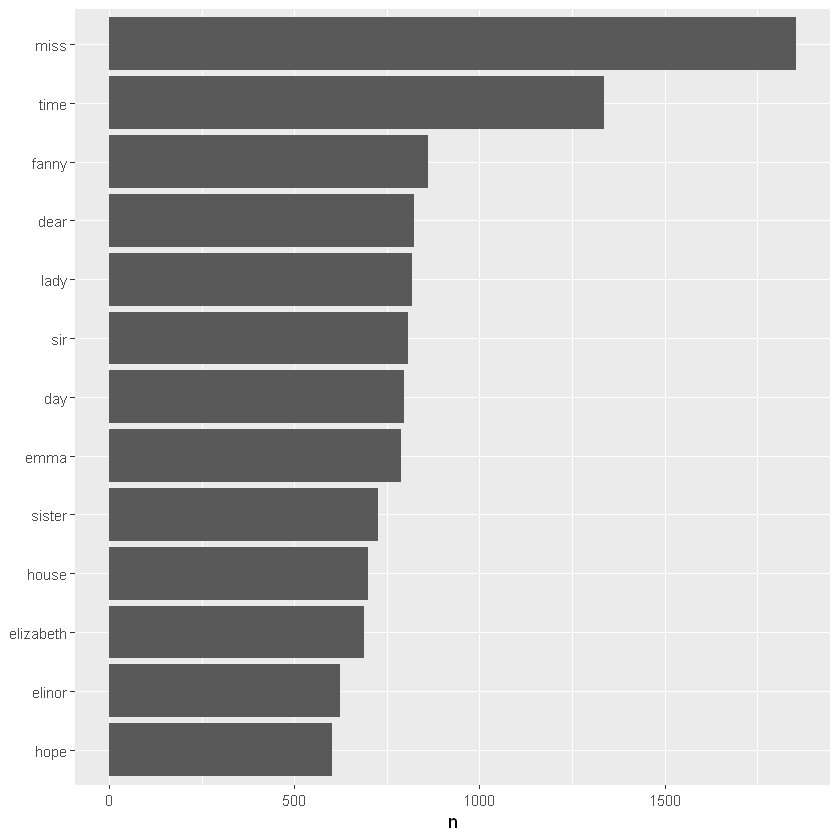 miss
time
fanny
dear
lady
sir
day
emma
sister
house
elizabeth
elinor
hope
0 500 1000 1500
n